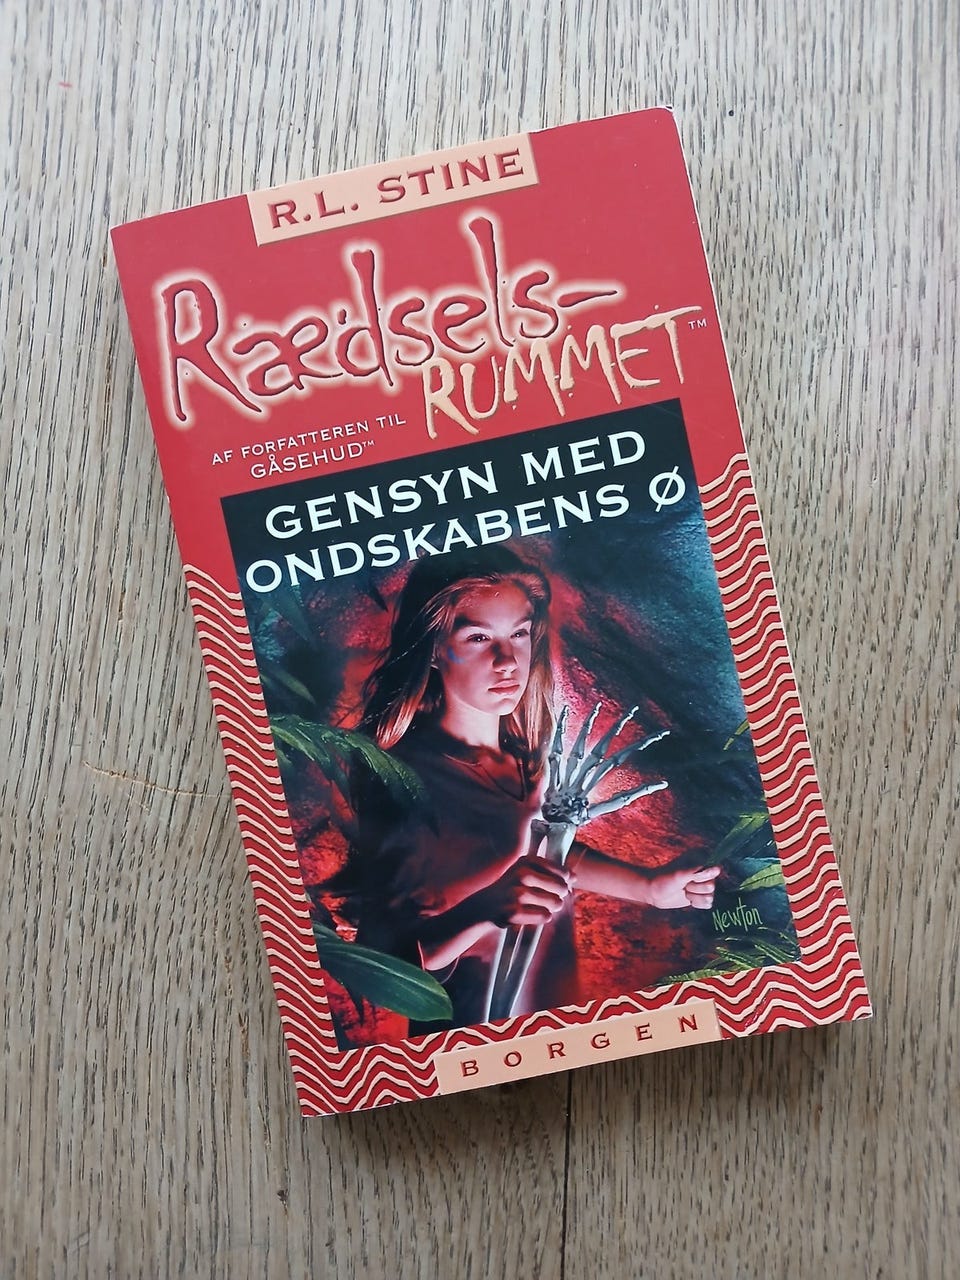 R.L. STINE
Rædsels-
RUMMET™
AF FORFATTEREN TIL
GÅSEHUD™
GENSYN MED
ONDSKABENS Ø
Newton
BORGEN